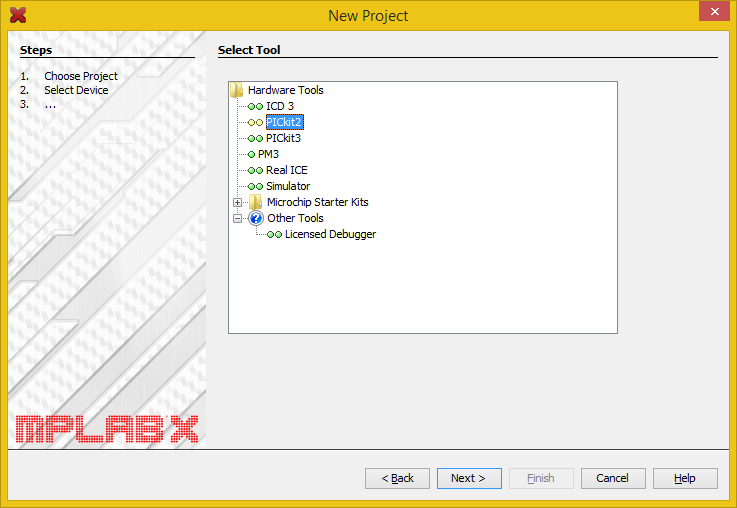 New Project
Steps
1. Choose Project
2. Select Device
3. ...
Select Tool
Hardware Tools
ICD 3
PICkit2
PICkit3
PM3
Real ICE
Simulator
Microchip Starter Kits
Other Tools
Licensed Debugger
MPLAB X
< Back
Next >
Finish
Cancel
Help